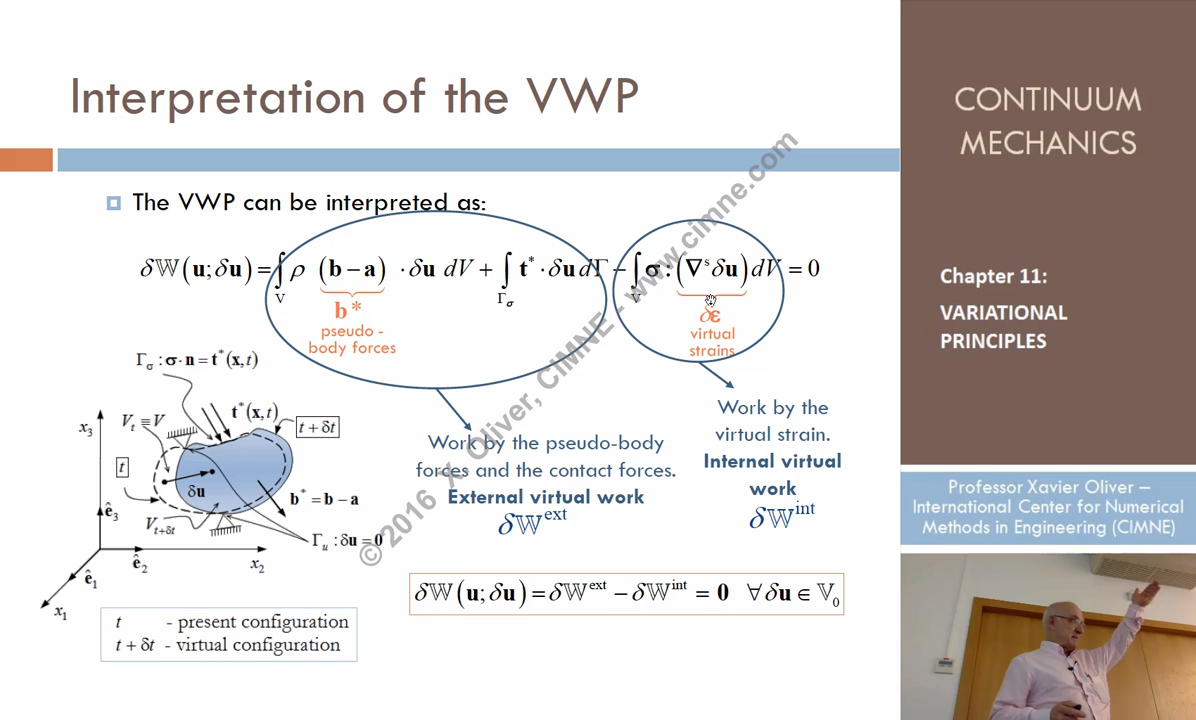 Interpretation of the VWP
The VWP can be interpreted as:
δ𝕎(u;δu) = ∫_V ρ (b − a) · δu dV + ∫_Γσ t* · δu dΓ − ∫_V σ : (∇ˢδu) dV = 0
b*
pseudo -
body forces
δε
virtual
strains
Γσ : σ·n = t*(x,t)
t*(x,t)
Vt ≡ V
t + δt
x3
t
δu
b* = b − a
ê3
Vt+δt
Γu : δu = 0
ê2
x2
ê1
x1
Work by the pseudo-body
forces and the contact forces.
External virtual work
δ𝕎ext
Work by the
virtual strain.
Internal virtual
work
δ𝕎int
δ𝕎(u;δu) = δ𝕎ext − δ𝕎int = 0 ∀δu ∈ 𝕍0
t - present configuration
t + δt - virtual configuration
© 2016 X. Oliver, CIMNE - www.cimne.com
CONTINUUM
MECHANICS
Chapter 11:
VARIATIONAL
PRINCIPLES
Professor Xavier Oliver –
International Center for Numerical
Methods in Engineering (CIMNE)